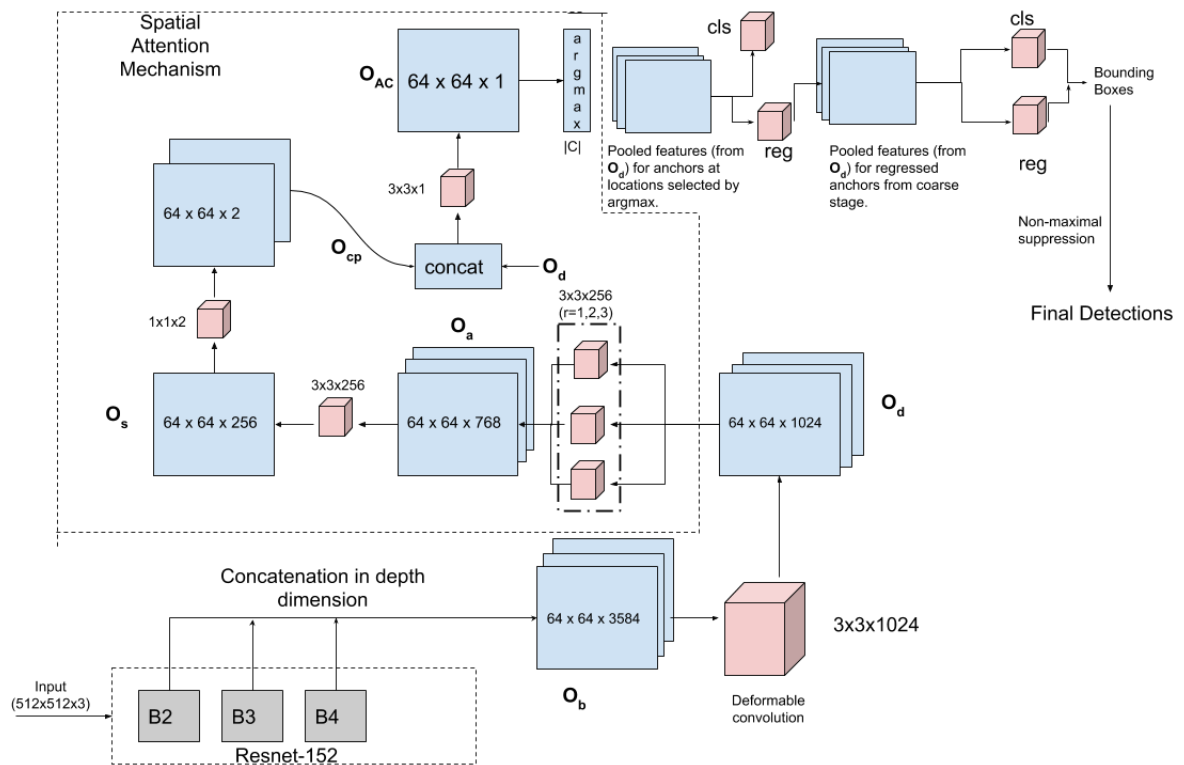 Spatial
Attention
Mechanism
O_AC
64 x 64 x 1
a
r
g
m
a
x
|C|
cls
reg
cls
reg
Bounding
Boxes
Pooled features (from
O_d) for anchors at
locations selected by
argmax.
Pooled features (from
O_d) for regressed
anchors from coarse
stage.
Non-maximal
suppression
Final Detections
3x3x1
64 x 64 x 2
O_cp
concat
O_d
1x1x2
3x3x256
(r=1,2,3)
O_a
O_s
64 x 64 x 256
3x3x256
64 x 64 x 768
64 x 64 x 1024
O_d
Concatenation in depth
dimension
64 x 64 x 3584
O_b
3x3x1024
Deformable
convolution
Input
(512x512x3)
B2
B3
B4
Resnet-152